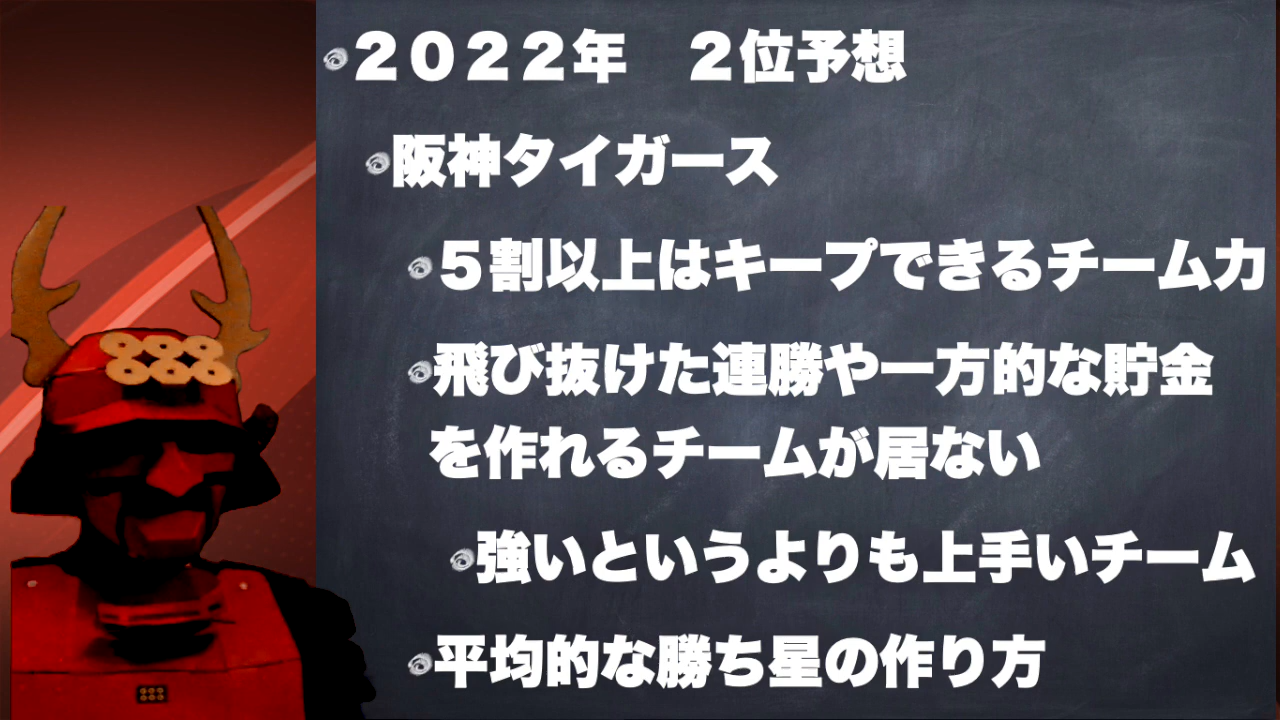 ２０２２年　２位予想
阪神タイガース
５割以上はキープできるチーム力
飛び抜けた連勝や一方的な貯金
を作れるチームが居ない
強いというよりも上手いチーム
平均的な勝ち星の作り方